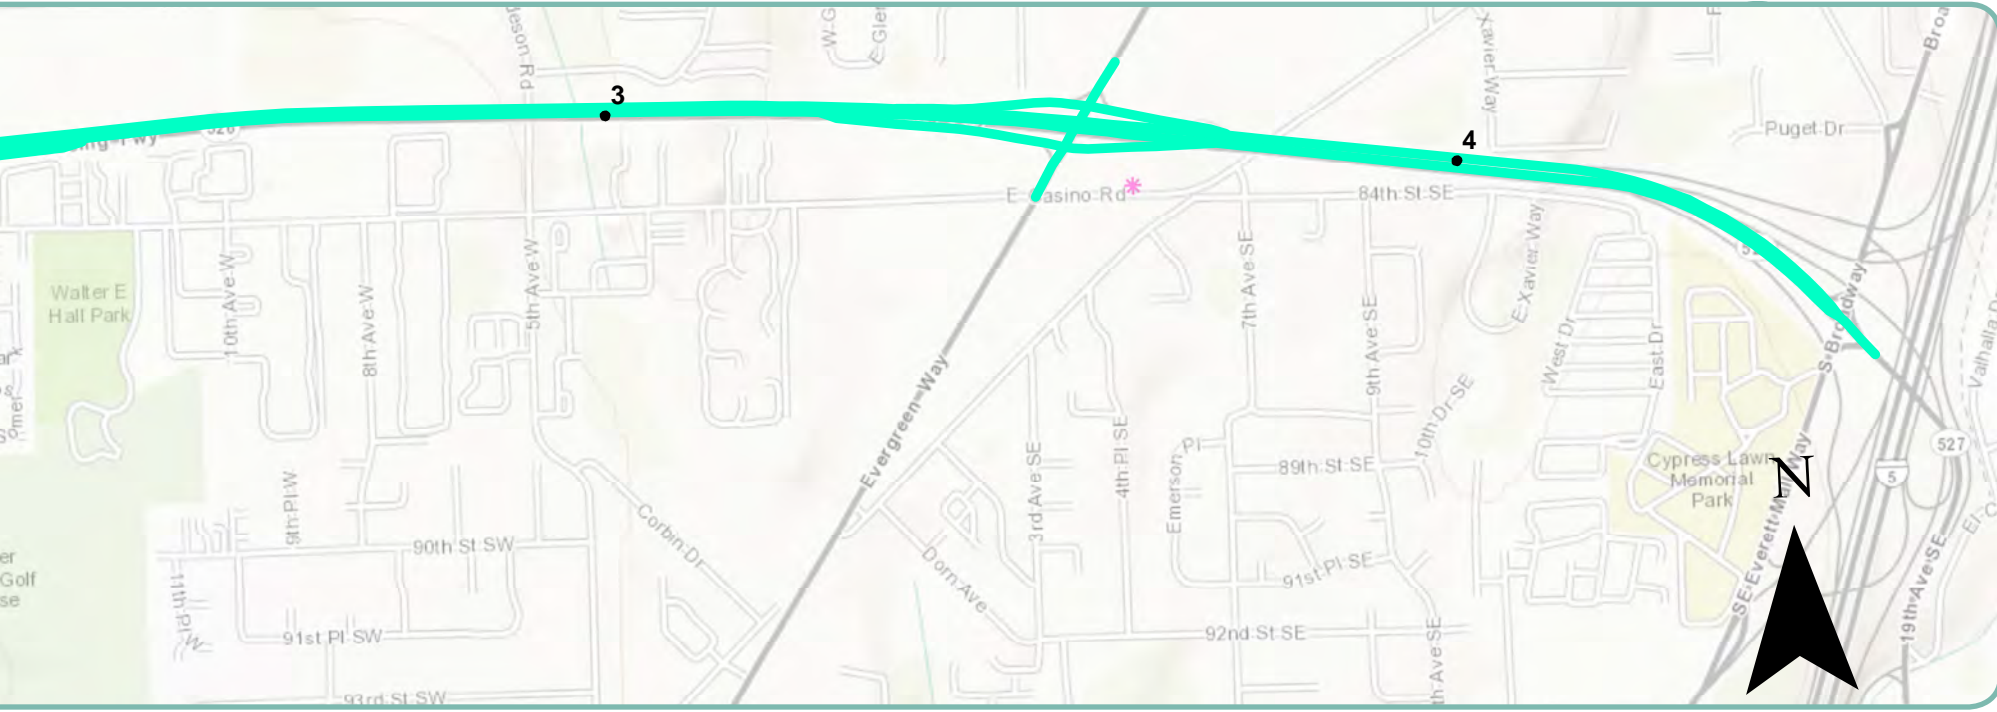 3
4
Xavier Way
Puget Dr
E Casino Rd
84th St SE
Walter E
Hall Park
10th Ave W
8th Ave W
5th Ave W
7th Ave SE
9th Ave SE
E Xavier Way
West Dr
East Dr
S Broadway
Evergreen Way
10th Dr SE
527
5
3rd Ave SE
4th Pl SE
Emerson Pl
89th St SE
Cypress Lawn
Memorial
Park
N
SE Everett Mall Way
9th Pl W
90th St SW
Corbin Dr
Dorn Ave
91st Pl SE
19th Ave SE
Golf
11th Pl W
91st Pl SW
92nd St SE
93rd St SW